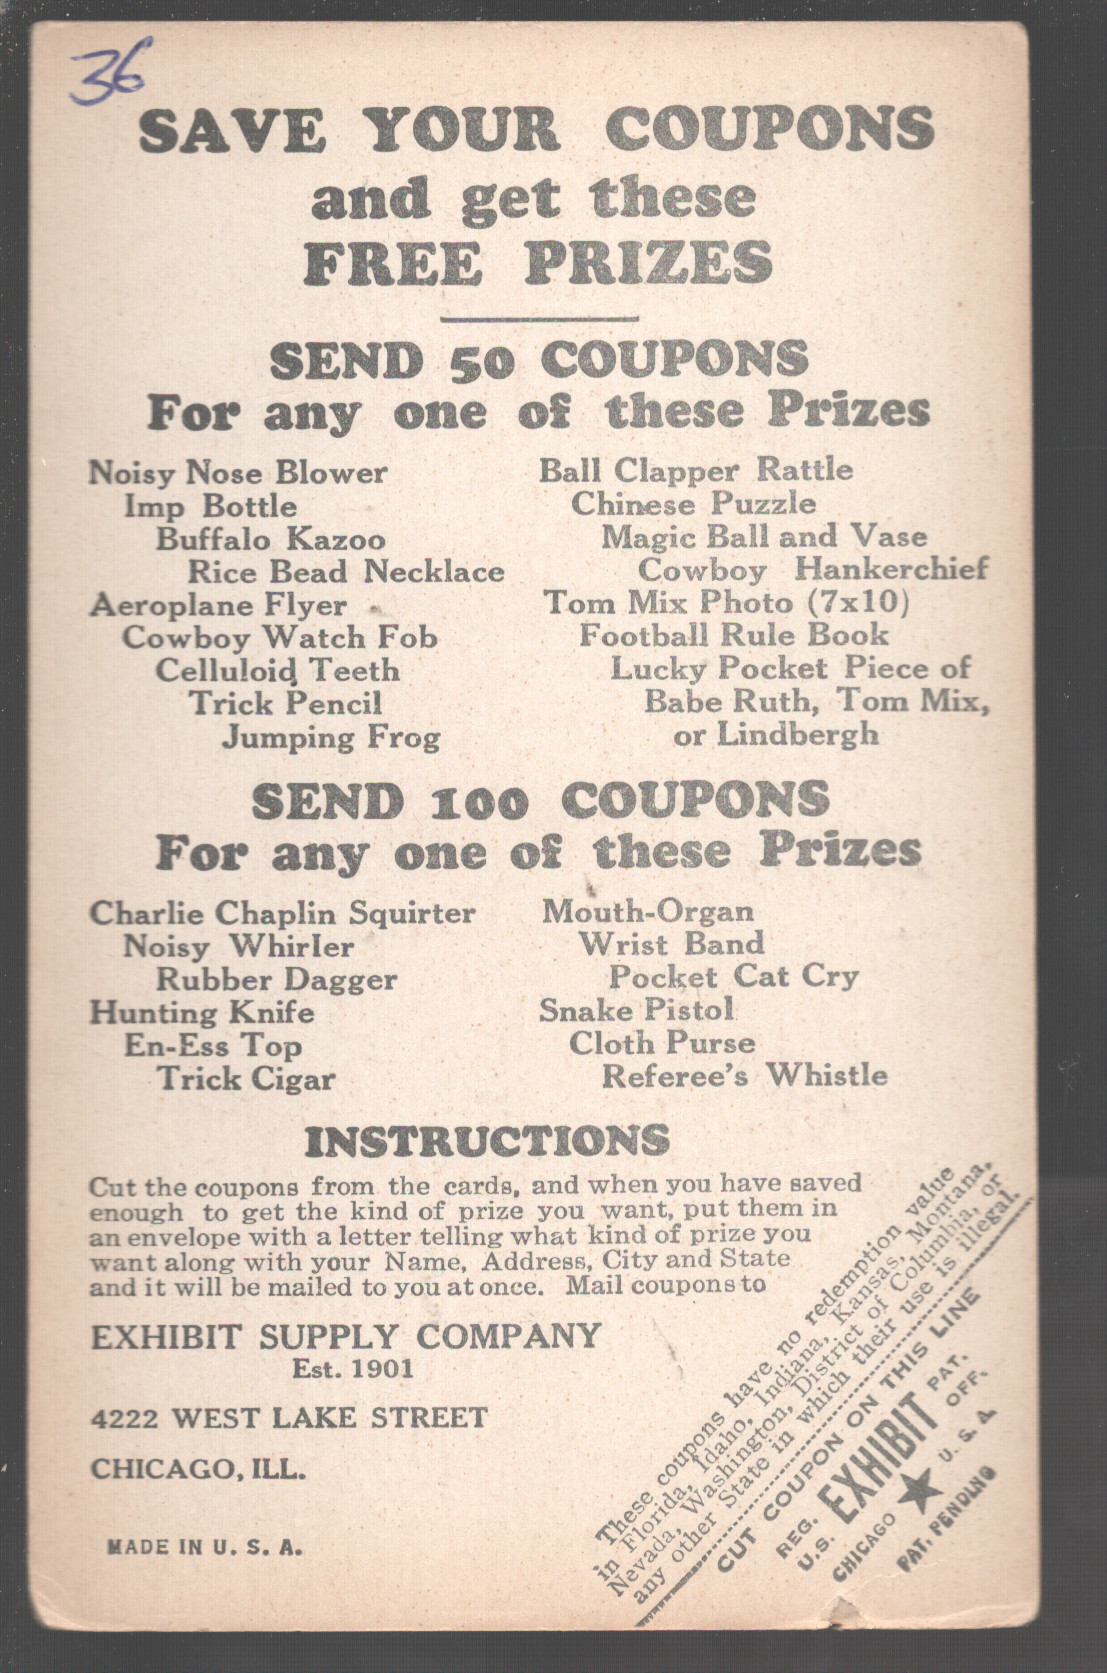 36
SAVE YOUR COUPONS
and get these
FREE PRIZES
SEND 50 COUPONS
For any one of these Prizes
Noisy Nose Blower
Imp Bottle
Buffalo Kazoo
Rice Bead Necklace
Aeroplane Flyer
Cowboy Watch Fob
Celluloid Teeth
Trick Pencil
Jumping Frog
Ball Clapper Rattle
Chinese Puzzle
Magic Ball and Vase
Cowboy Hankerchief
Tom Mix Photo (7x10)
Football Rule Book
Lucky Pocket Piece of
Babe Ruth, Tom Mix,
or Lindbergh
SEND 100 COUPONS
For any one of these Prizes
Charlie Chaplin Squirter
Noisy Whirler
Rubber Dagger
Hunting Knife
En-Ess Top
Trick Cigar
Mouth-Organ
Wrist Band
Pocket Cat Cry
Snake Pistol
Cloth Purse
Referee's Whistle
INSTRUCTIONS
Cut the coupons from the cards, and when you have saved
enough to get the kind of prize you want, put them in
an envelope with a letter telling what kind of prize you
want along with your Name, Address, City and State
and it will be mailed to you at once. Mail coupons to
EXHIBIT SUPPLY COMPANY
Est. 1901
4222 WEST LAKE STREET
CHICAGO, ILL.
MADE IN U. S. A.
These coupons have no redemption value
in Florida, Idaho, Indiana, Kansas, Montana,
Nevada, Washington, District of Columbia, or
any other State in which their use is illegal.
CUT COUPON ON THIS LINE
REG. EXHIBIT PAT.
U.S. OFF.
CHICAGO U. S. A.
PAT. PENDING